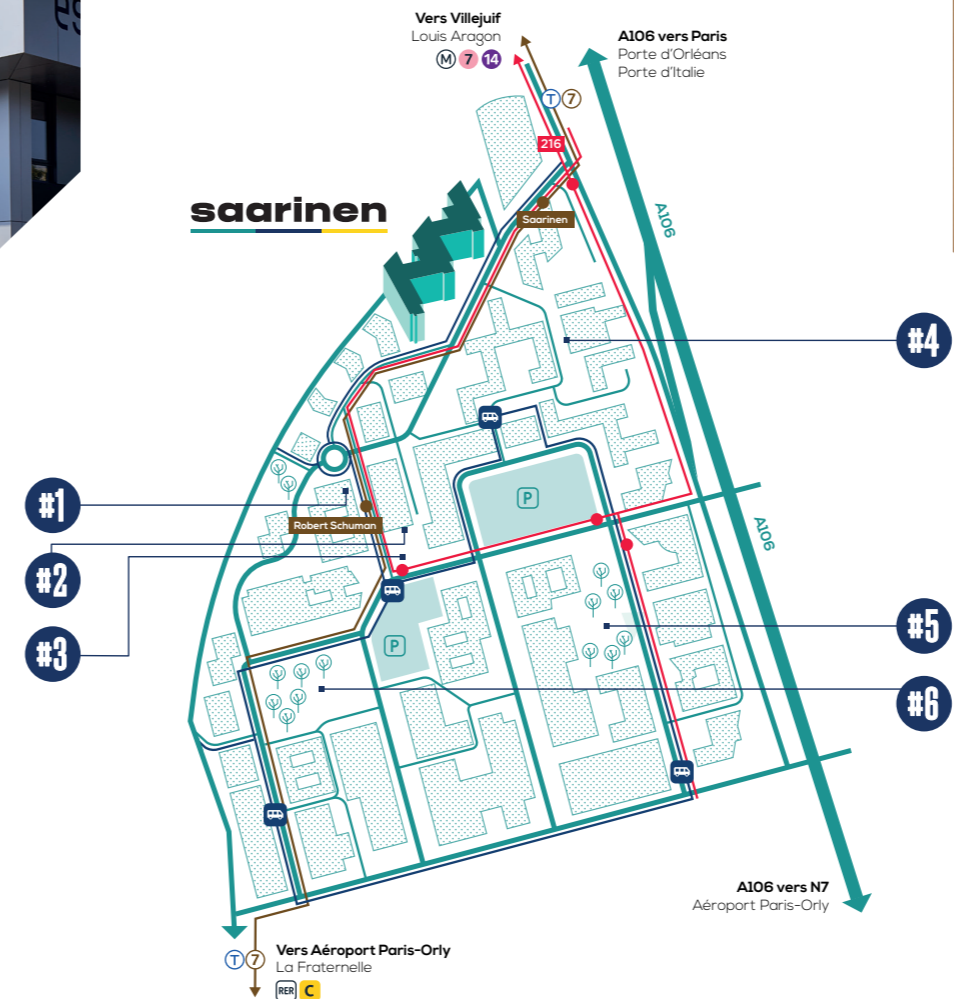 es
Vers Villejuif
Louis Aragon
M 7 14
A106 vers Paris
Porte d'Orléans
Porte d'Italie
T 7
216
saarinen
Saarinen
A106
#4
P
#1
Robert Schuman
A106
#2
#3
P
#5
#6
A106 vers N7
Aéroport Paris-Orly
T 7
Vers Aéroport Paris-Orly
La Fraternelle
RER C